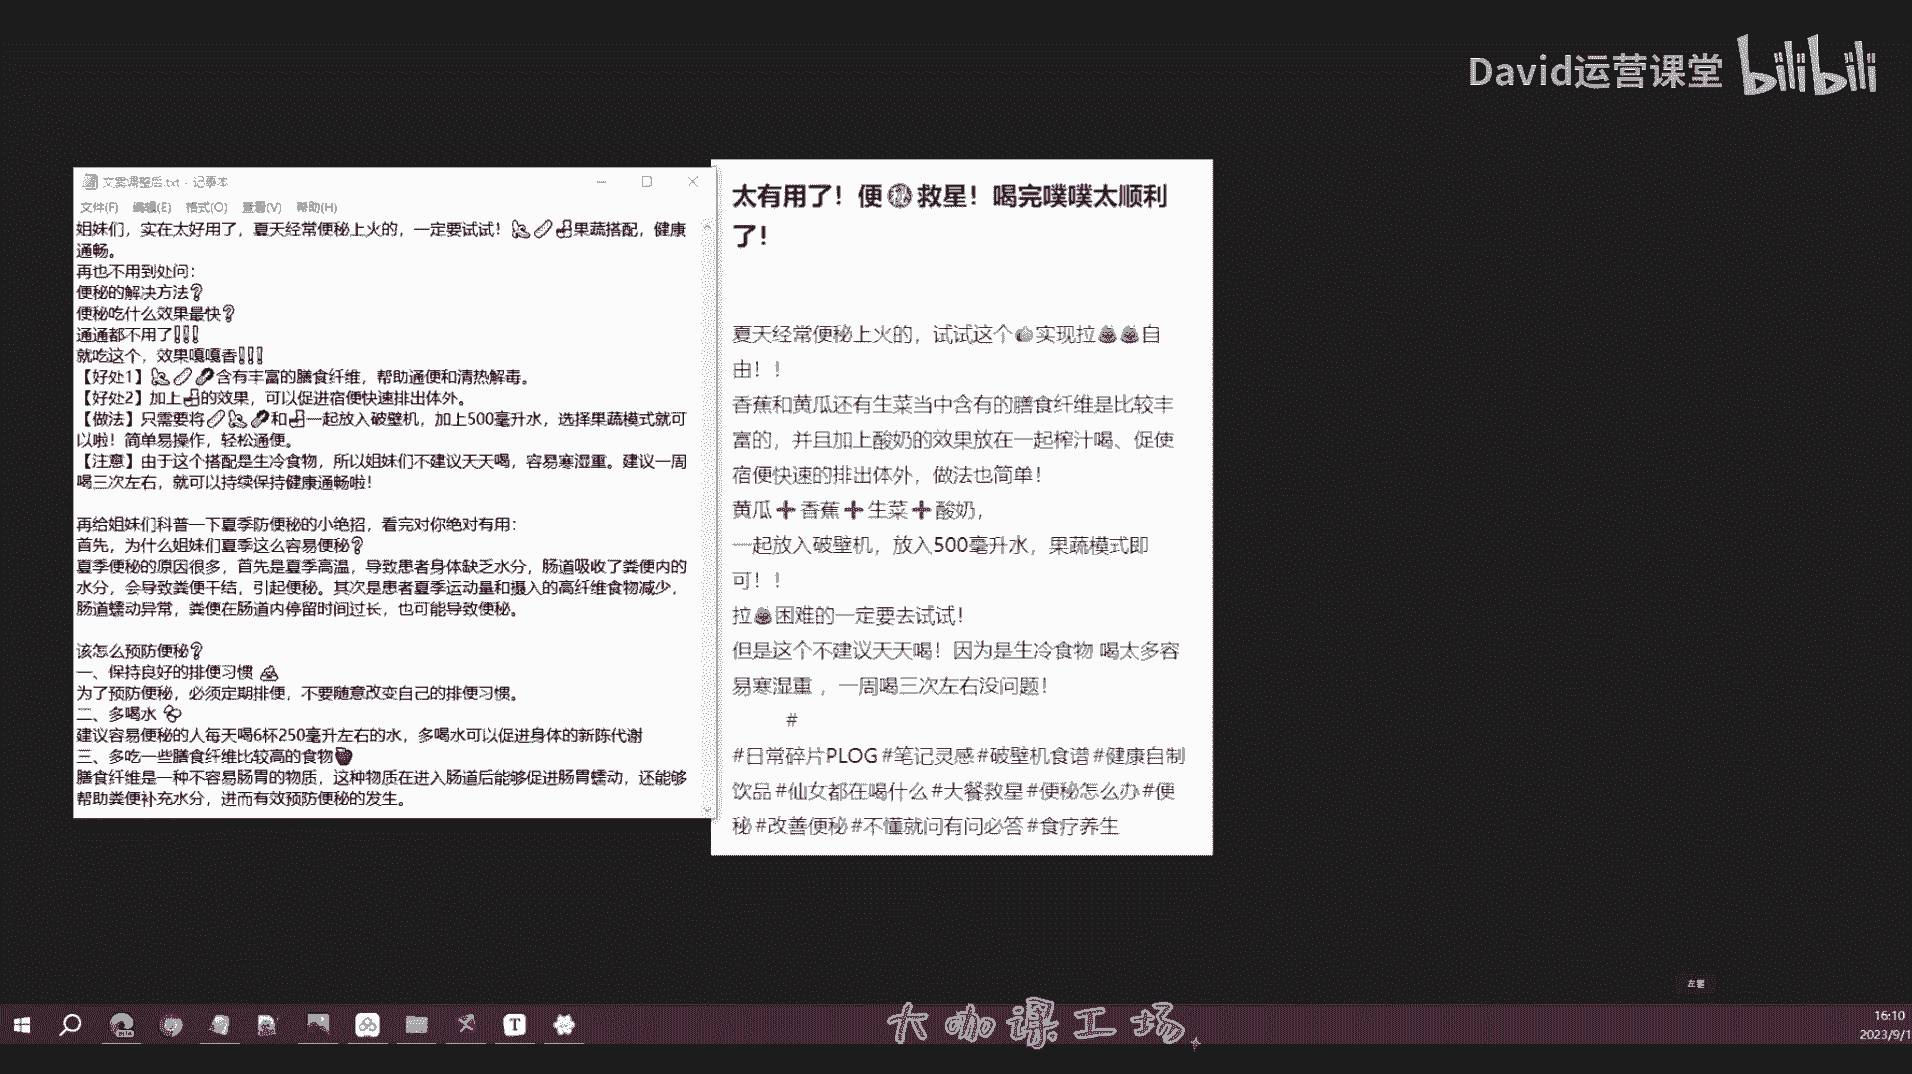 David运营课堂 bilibili
文案调整后.txt - 记事本
文件(F) 编辑(E) 格式(O) 查看(V) 帮助(H)
姐妹们，实在太好用了，夏天经常便秘上火的，一定要试试！🍌🥒🥛果蔬搭配，健康
通畅。
再也不用到处问：
便秘的解决方法❓
便秘吃什么效果最快❓
通通都不用了❗❗❗
就吃这个，效果嘎嘎香❗❗❗
【好处1】🍌🥒🥬含有丰富的膳食纤维，帮助通便和清热解毒。
【好处2】加上🥛的效果，可以促进宿便快速排出体外。
【做法】只需要将🥒🍌🥬和🥛一起放入破壁机，加上500毫升水，选择果蔬模式就可
以啦！简单易操作，轻松通便。
【注意】由于这个搭配是生冷食物，所以姐妹们不建议天天喝，容易寒湿重。建议一周
喝三次左右，就可以持续保持健康通畅啦！
再给姐妹们科普一下夏季防便秘的小绝招，看完对你绝对有用：
首先，为什么姐妹们夏季这么容易便秘❓
夏季便秘的原因很多，首先是夏季高温，导致患者身体缺乏水分，肠道吸收了粪便内的
水分，会导致粪便干结，引起便秘。其次是患者夏季运动量和摄入的高纤维食物减少，
肠道蠕动异常，粪便在肠道内停留时间过长，也可能导致便秘。
该怎么预防便秘❓
一、保持良好的排便习惯
为了预防便秘，必须定期排便，不要随意改变自己的排便习惯。
二、多喝水
建议容易便秘的人每天喝6杯250毫升左右的水，多喝水可以促进身体的新陈代谢
三、多吃一些膳食纤维比较高的食物
膳食纤维是一种不容易肠胃的物质，这种物质在进入肠道后能够促进肠胃蠕动，还能够
帮助粪便补充水分，进而有效预防便秘的发生。
太有用了！便㊙救星！喝完噗噗太顺利
了！
夏天经常便秘上火的，试试这个👍实现拉💩💩自
由！！
香蕉和黄瓜还有生菜当中含有的膳食纤维是比较丰
富的，并且加上酸奶的效果放在一起榨汁喝、促使
宿便快速的排出体外，做法也简单！
黄瓜➕香蕉➕生菜➕酸奶，
一起放入破壁机，放入500毫升水，果蔬模式即
可！！
拉💩困难的一定要去试试！
但是这个不建议天天喝！因为是生冷食物 喝太多容
易寒湿重 ，一周喝三次左右没问题！
#
#日常碎片PLOG #笔记灵感 #破壁机食谱 #健康自制
饮品 #仙女都在喝什么 #大餐救星 #便秘怎么办 #便
秘 #改善便秘 #不懂就问有问必答 #食疗养生
大咖课工场
16:10
2023/9/1